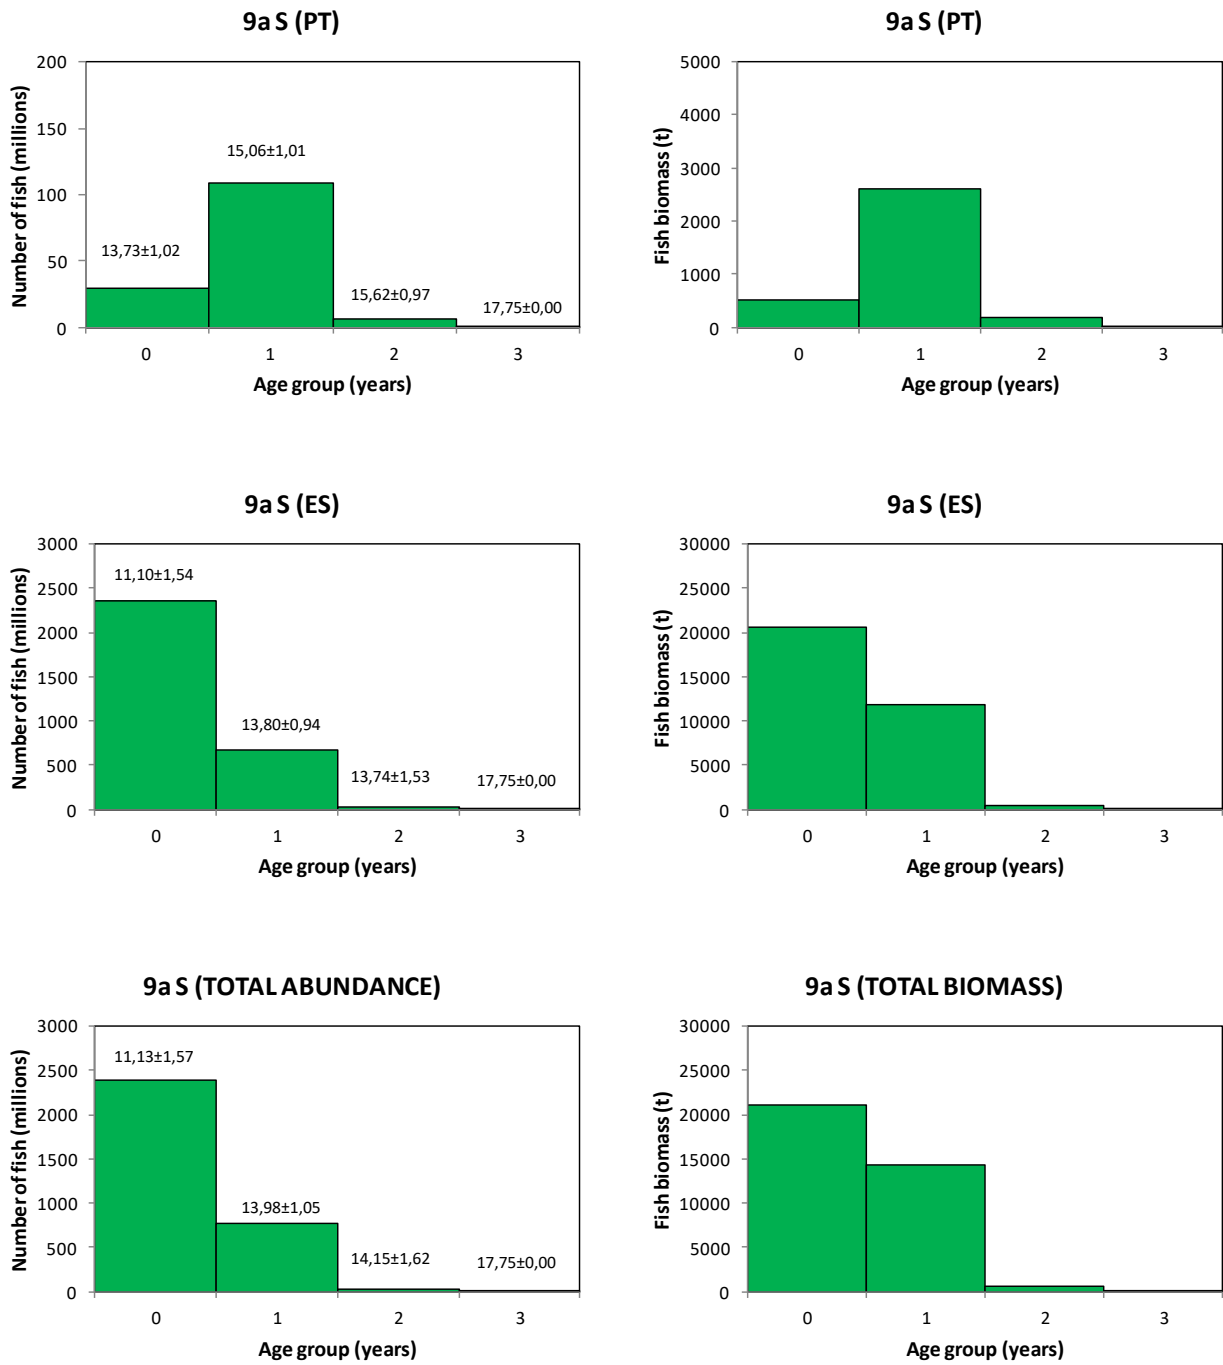 9a S (PT)
Number of fish (millions)
200
150
100
50
0
13,73±1,02
15,06±1,01
15,62±0,97
17,75±0,00
0 1 2 3
Age group (years)
9a S (PT)
Fish biomass (t)
5000
4000
3000
2000
1000
0
0 1 2 3
Age group (years)
9a S (ES)
Number of fish (millions)
3000
2500
2000
1500
1000
500
0
11,10±1,54
13,80±0,94
13,74±1,53
17,75±0,00
0 1 2 3
Age group (years)
9a S (ES)
Fish biomass (t)
30000
25000
20000
15000
10000
5000
0
0 1 2 3
Age group (years)
9a S (TOTAL ABUNDANCE)
Number of fish (millions)
3000
2500
2000
1500
1000
500
0
11,13±1,57
13,98±1,05
14,15±1,62
17,75±0,00
0 1 2 3
Age group (years)
9a S (TOTAL BIOMASS)
Fish biomass (t)
30000
25000
20000
15000
10000
5000
0
0 1 2 3
Age group (years)